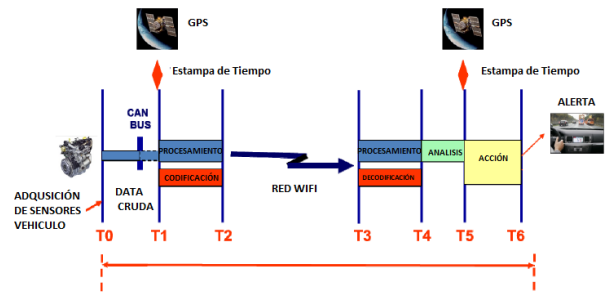 GPS
GPS
Estampa de Tiempo
Estampa de Tiempo
ALERTA
CAN
BUS
PROCESAMIENTO
CODIFICACIÓN
PROCESAMIENTO
DECODIFICACIÓN
ANALISIS
ACCIÓN
RED WIFI
ADQUSICIÓN
DE SENSORES
VEHICULO
DATA
CRUDA
T0
T1
T2
T3
T4
T5
T6